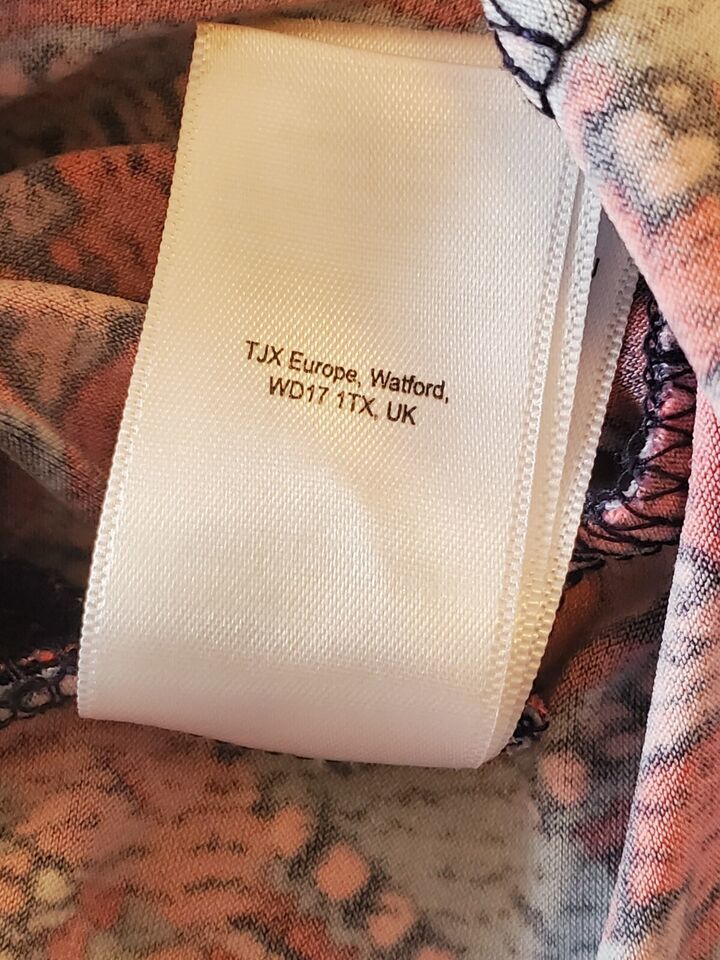 TJX Europe, Watford,
WD17 1TX, UK